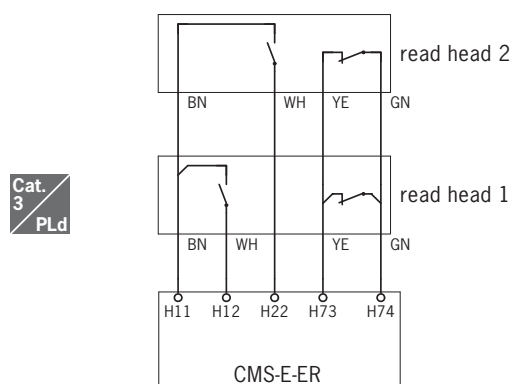 read head 2
BN WH YE GN
read head 1
Cat.
3
PLd
BN WH YE GN
H11 H12 H22 H73 H74
CMS-E-ER